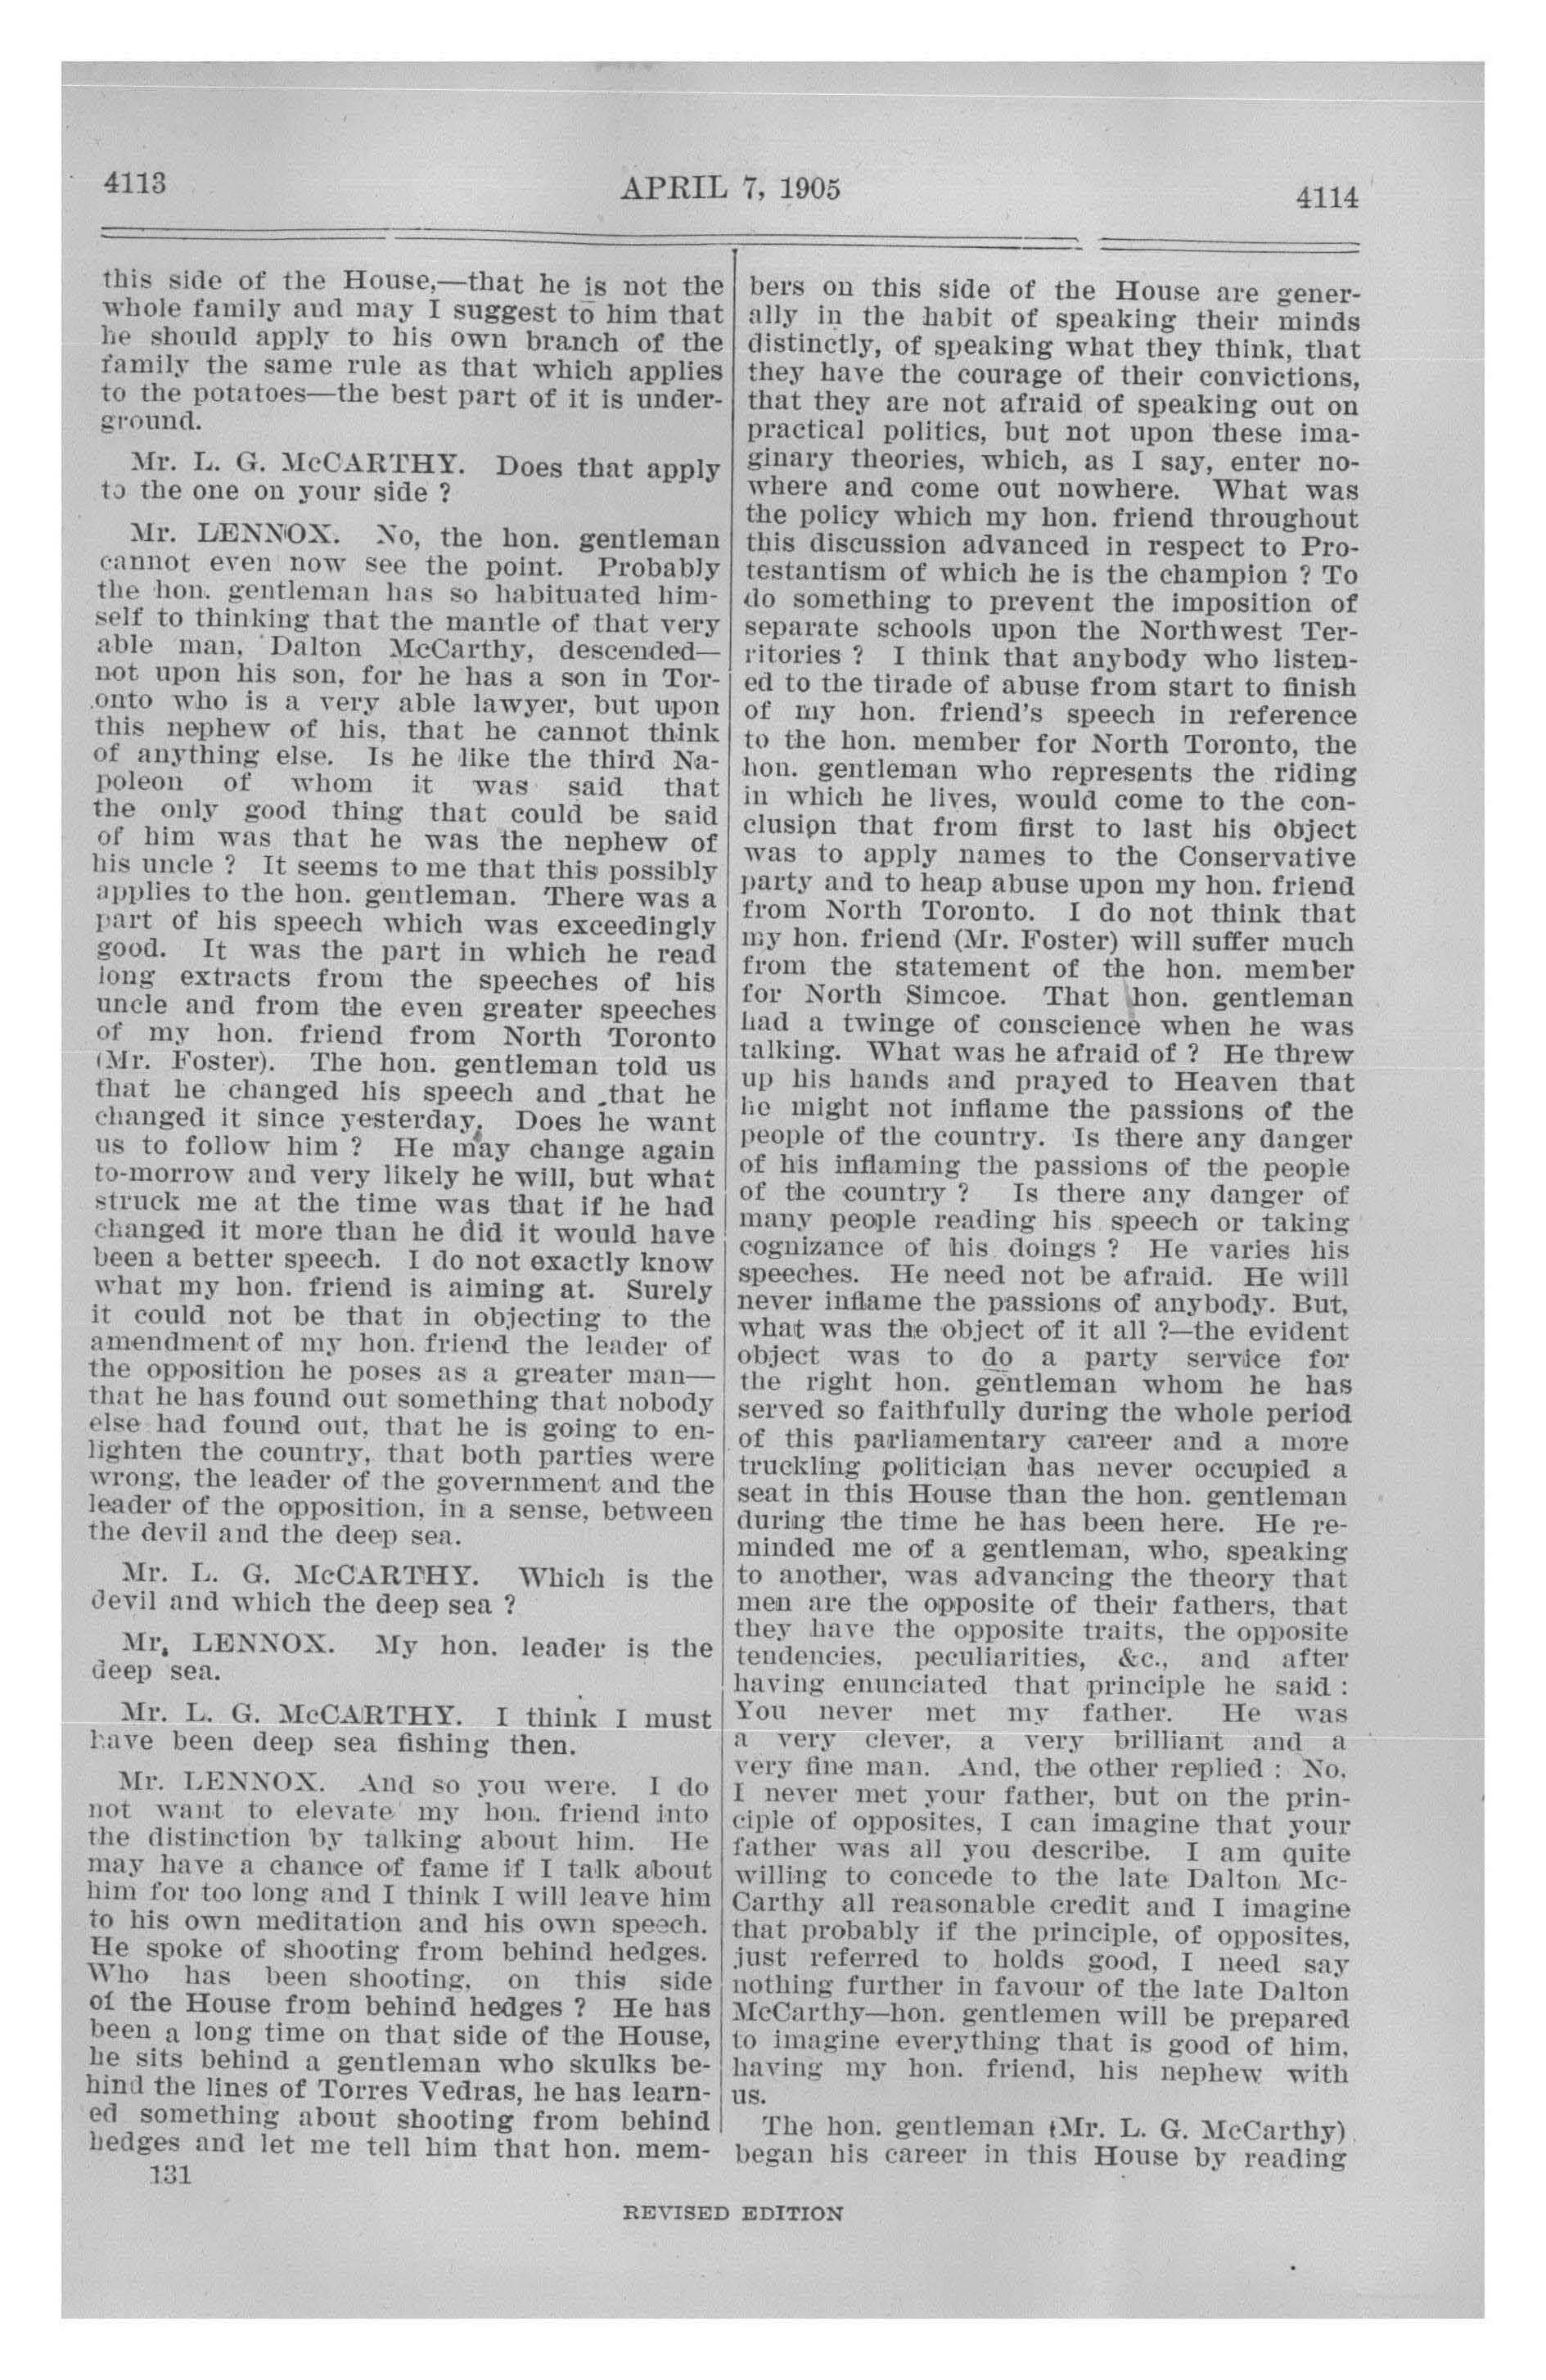 4113
APRIL 7, 1905
4114
this side of the House,—that he is not the
whole family and may I suggest to him that
he should apply to his own branch of the
family the same rule as that which applies
to the potatoes—the best part of it is under-
ground.
Mr. L. G. McCARTHY. Does that apply
to the one on your side ?
Mr. LENNOX. No, the hon. gentleman
cannot even now see the point. Probably
the hon. gentleman has so habituated him-
self to thinking that the mantle of that very
able man, Dalton McCarthy, descended—
not upon his son, for he has a son in Tor-
onto who is a very able lawyer, but upon
this nephew of his, that he cannot think
of anything else. Is he like the third Na-
poleon of whom it was said that
the only good thing that could be said
of him was that he was the nephew of
his uncle ? It seems to me that this possibly
applies to the hon. gentleman. There was a
part of his speech which was exceedingly
good. It was the part in which he read
long extracts from the speeches of his
uncle and from the even greater speeches
of my hon. friend from North Toronto
(Mr. Foster). The hon. gentleman told us
that he changed his speech and that he
changed it since yesterday. Does he want
us to follow him ? He may change again
to-morrow and very likely he will, but what
struck me at the time was that if he had
changed it more than he did it would have
been a better speech. I do not exactly know
what my hon. friend is aiming at. Surely
it could not be that in objecting to the
amendment of my hon. friend the leader of
the opposition he poses as a greater man—
that he has found out something that nobody
else had found out, that he is going to en-
lighten the country, that both parties were
wrong, the leader of the government and the
leader of the opposition, in a sense, between
the devil and the deep sea.
Mr. L. G. McCARTHY. Which is the
devil and which the deep sea ?
Mr. LENNOX. My hon. leader is the
deep sea.
Mr. L. G. McCARTHY. I think I must
have been deep sea fishing then.
Mr. LENNOX. And so you were. I do
not want to elevate my hon. friend into
the distinction by talking about him. He
may have a chance of fame if I talk about
him for too long and I think I will leave him
to his own meditation and his own speech.
He spoke of shooting from behind hedges.
Who has been shooting, on this side
of the House from behind hedges ? He has
been a long time on that side of the House,
he sits behind a gentleman who skulks be-
hind the lines of Torres Vedras, he has learn-
ed something about shooting from behind
hedges and let me tell him that hon. mem-
131
bers on this side of the House are gener-
ally in the habit of speaking their minds
distinctly, of speaking what they think, that
they have the courage of their convictions,
that they are not afraid of speaking out on
practical politics, but not upon these ima-
ginary theories, which, as I say, enter no-
where and come out nowhere. What was
the policy which my hon. friend throughout
this discussion advanced in respect to Pro-
testantism of which he is the champion ? To
do something to prevent the imposition of
separate schools upon the Northwest Ter-
ritories ? I think that anybody who listen-
ed to the tirade of abuse from start to finish
of my hon. friend's speech in reference
to the hon. member for North Toronto, the
hon. gentleman who represents the riding
in which he lives, would come to the con-
clusion that from first to last his object
was to apply names to the Conservative
party and to heap abuse upon my hon. friend
from North Toronto. I do not think that
my hon. friend (Mr. Foster) will suffer much
from the statement of the hon. member
for North Simcoe. That hon. gentleman
had a twinge of conscience when he was
talking. What was he afraid of ? He threw
up his hands and prayed to Heaven that
he might not inflame the passions of the
people of the country. Is there any danger
of his inflaming the passions of the people
of the country ? Is there any danger of
many people reading his speech or taking
cognizance of his doings ? He varies his
speeches. He need not be afraid. He will
never inflame the passions of anybody. But,
what was the object of it all ?—the evident
object was to do a party service for
the right hon. gentleman whom he has
served so faithfully during the whole period
of this parliamentary career and a more
truckling politician has never occupied a
seat in this House than the hon. gentleman
during the time he has been here. He re-
minded me of a gentleman, who, speaking
to another, was advancing the theory that
men are the opposite of their fathers, that
they have the opposite traits, the opposite
tendencies, peculiarities, &c., and after
having enunciated that principle he said :
You never met my father. He was
a very clever, a very brilliant and a
very fine man. And, the other replied : No,
I never met your father, but on the prin-
ciple of opposites, I can imagine that your
father was all you describe. I am quite
willing to concede to the late Dalton Mc-
Carthy all reasonable credit and I imagine
that probably if the principle, of opposites,
just referred to holds good, I need say
nothing further in favour of the late Dalton
McCarthy—hon. gentlemen will be prepared
to imagine everything that is good of him,
having my hon. friend, his nephew with
us.
The hon. gentleman (Mr. L. G. McCarthy)
began his career in this House by reading
REVISED EDITION